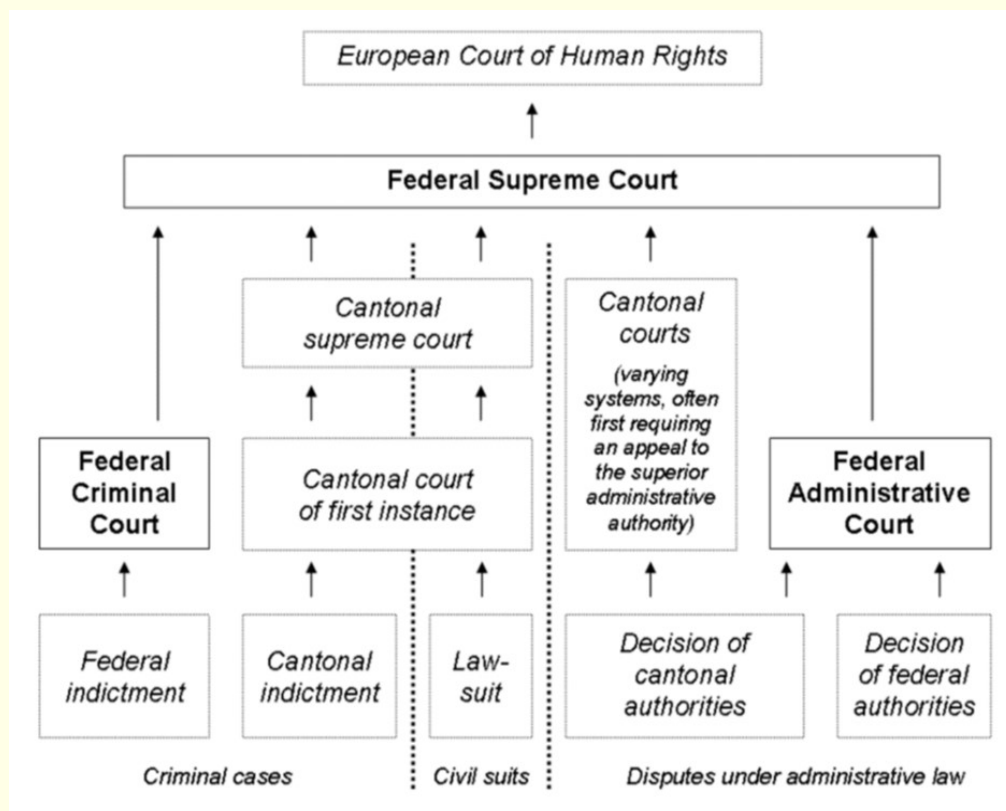 European Court of Human Rights
Federal Supreme Court
Cantonal
supreme court
Cantonal
courts
(varying
systems, often
first requiring
an appeal to
the superior
administrative
authority)
Federal
Criminal
Court
Cantonal court
of first instance
Federal
Administrative
Court
Federal
indictment
Cantonal
indictment
Law-
suit
Decision of
cantonal
authorities
Decision
of federal
authorities
Criminal cases
Civil suits
Disputes under administrative law